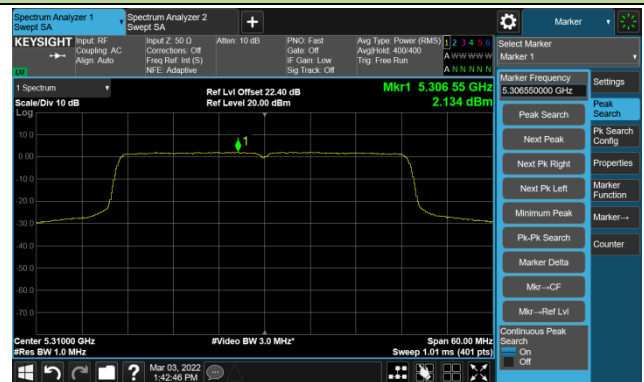 Spectrum Analyzer 1
Swept SA
Spectrum Analyzer 2
Swept SA
+
Marker
KEYSIGHT
Input: RF
Coupling: AC
Align: Auto
Input Z: 50 Ω
Corrections: Off
Freq Ref: Int (S)
NFE: Adaptive
Atten: 10 dB
PNO: Fast
Gate: Off
IF Gain: Low
Sig Track: Off
Avg Type: Power (RMS)
Avg|Hold: 400/400
Trig: Free Run
1 2 3 4 5 6
A W W W W W
A N N N N N
LW
Select Marker
Marker 1
1 Spectrum
Scale/Div 10 dB
Log
Ref Lvl Offset 22.40 dB
Ref Level 20.00 dBm
Mkr1 5.306 55 GHz
2.134 dBm
Marker Frequency
5.306550000 GHz
Settings
Peak Search
Next Peak
Next Pk Right
Next Pk Left
Minimum Peak
Pk-Pk Search
Marker Delta
Mkr→CF
Mkr→Ref Lvl
Continuous Peak
Search
On
Off
Peak
Search
Pk Search
Config
Properties
Marker
Function
Marker→
Counter
1
10.0
0.00
-10.0
-20.0
-30.0
-40.0
-50.0
-60.0
-70.0
Center 5.31000 GHz
#Res BW 1.0 MHz
#Video BW 3.0 MHz*
Span 60.00 MHz
Sweep 1.01 ms (401 pts)
?
Mar 03, 2022
1:42:46 PM